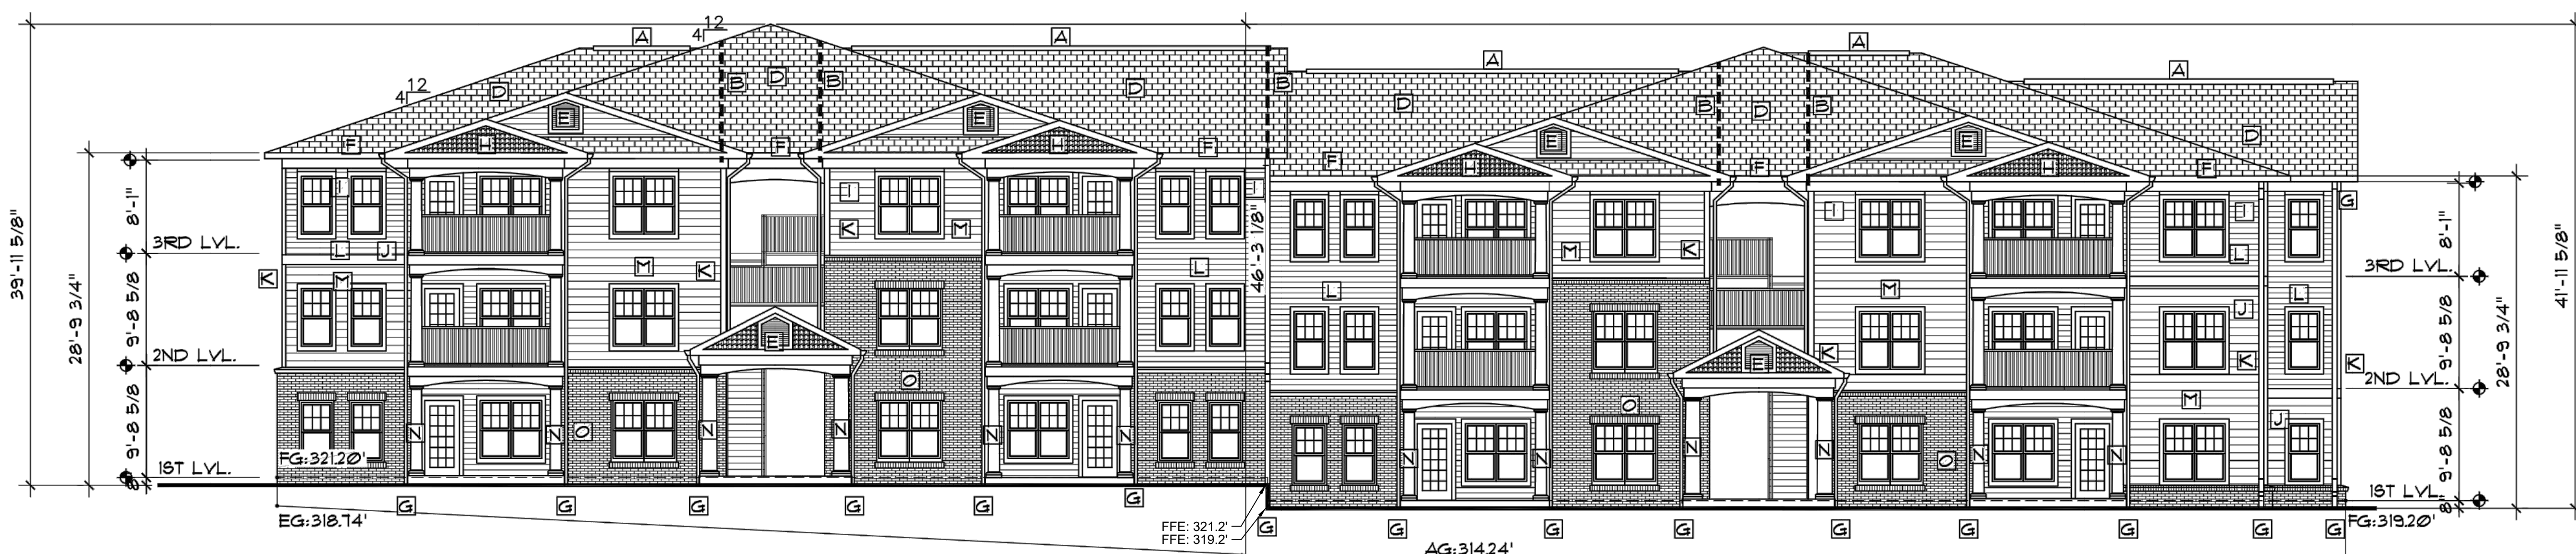 12
4
A
A
A
A
A
12
4
D
B
D
B
D
B
D
B
D
B
D
E
E
E
E
F
H
F
H
F
F
H
F
H
F
39'-11 5/8"
28'-9 3/4"
8'-1"
9'-8 5/8
9'-8 5/8
8"
3RD LVL.
2ND LVL.
1ST LVL.
I
I
I
I
I
G
K
M
M
K
L
J
K
M
M
K
L
L
46'-3 1/8"
M
L
L
J
E
E
K
K
K
O
O
M
N
N
O
N
N
N
N
N
N
N
N
O
N
N
J
FG:321.20'
EG:318.74'
G
G
G
G
G
G
FFE: 321.2'
FFE: 319.2'
G
G
G
G
G
G
G
G
G
AG:314.24'
FG:319.20'
3RD LVL.
2ND LVL.
1ST LVL.
8'-1"
9'-8 5/8
9'-8 5/8
8"
28'-9 3/4"
41'-11 5/8"